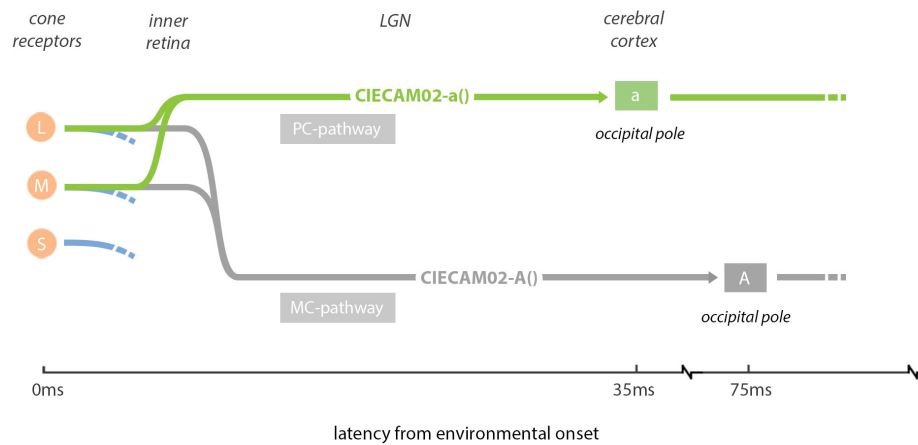 cone
receptors
inner
retina
LGN
cerebral
cortex
CIECAM02-a()
a
PC-pathway
occipital pole
L
M
S
CIECAM02-A()
A
MC-pathway
occipital pole
0ms
35ms
75ms
latency from environmental onset